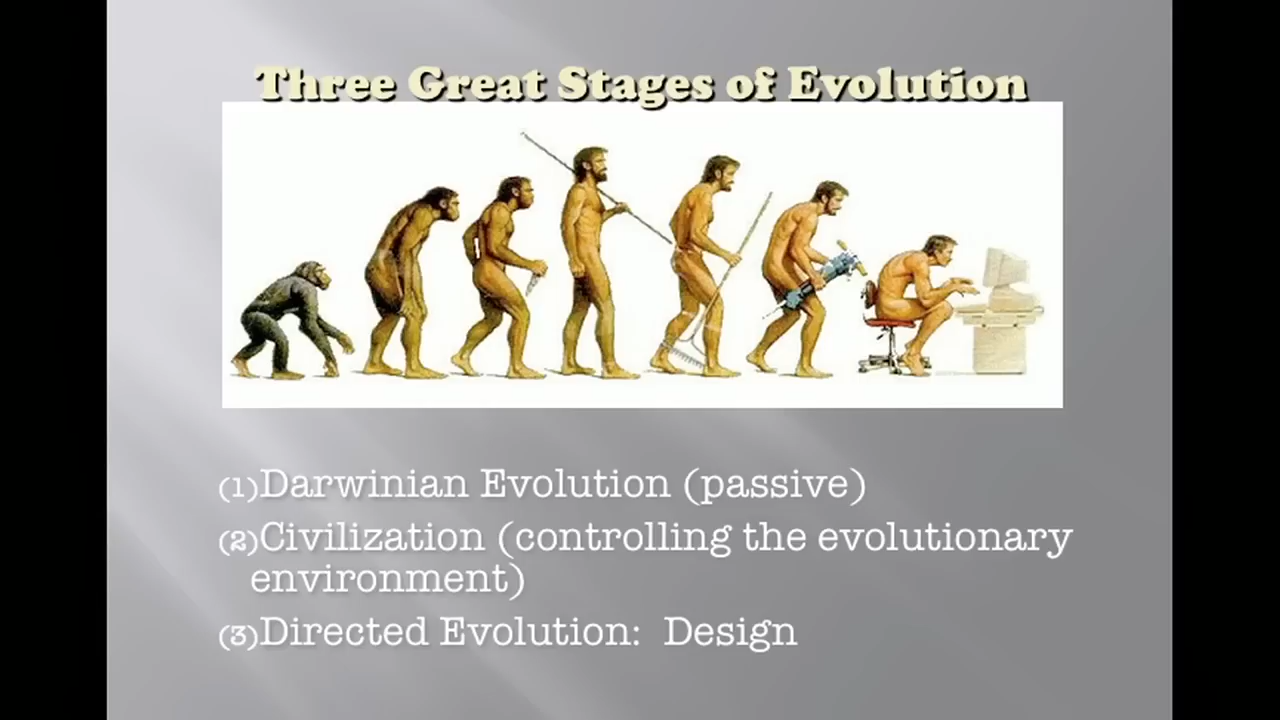 Three Great Stages of Evolution
(1)Darwinian Evolution (passive)
(2)Civilization (controlling the evolutionary
environment)
(3)Directed Evolution:  Design